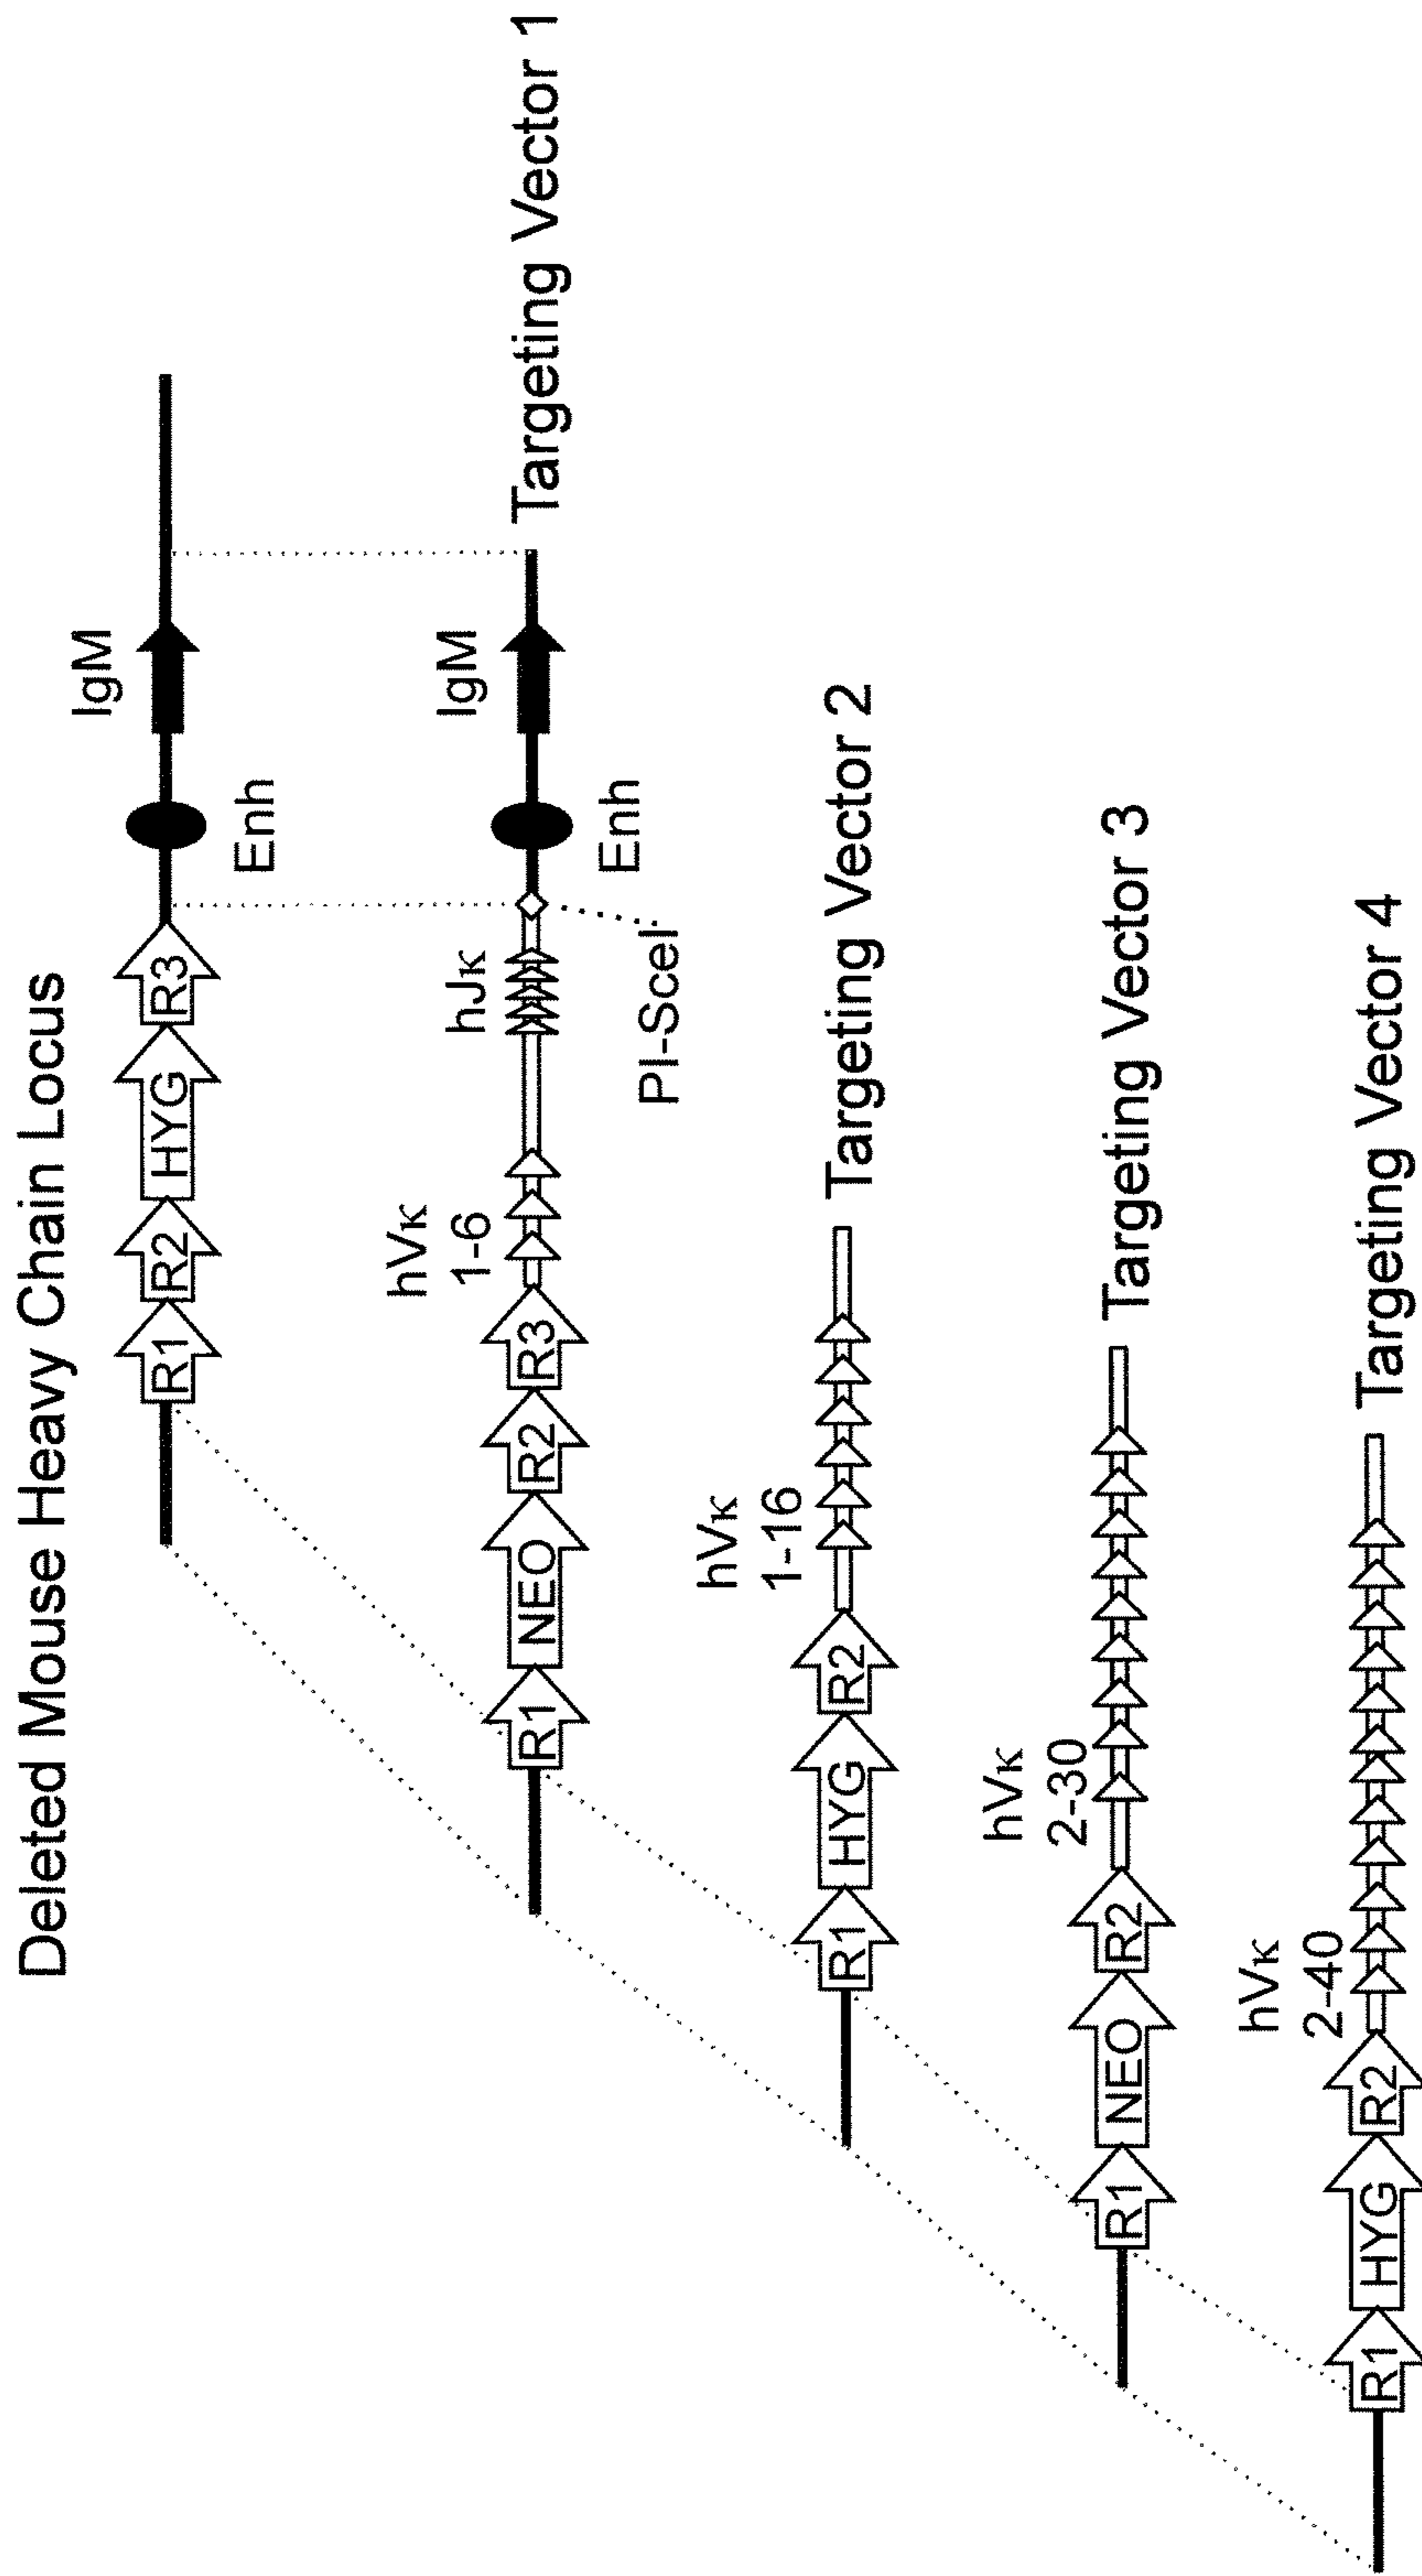 Deleted Mouse Heavy Chain Locus
R1
R2
HYG
R3
Enh
IgM
R1
NEO
R2
R3
hVκ
1-6
hJκ
PI-SceI
Enh
IgM
Targeting Vector 1
R1
HYG
R2
hVκ
1-16
Targeting Vector 2
R1
NEO
R2
hVκ
2-30
Targeting Vector 3
R1
HYG
R2
hVκ
2-40
Targeting Vector 4